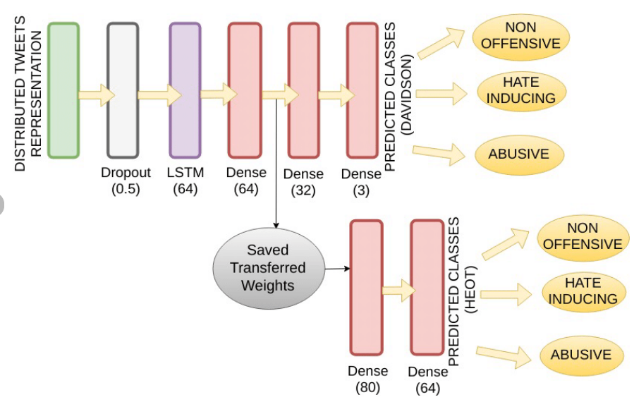 DISTRIBUTED TWEETS
REPRESENTATION
Dropout
(0.5)
LSTM
(64)
Dense
(64)
Dense
(32)
Dense
(3)
PREDICTED CLASSES
(DAVIDSON)
NON
OFFENSIVE
HATE
INDUCING
ABUSIVE
Saved
Transferred
Weights
Dense
(80)
Dense
(64)
PREDICTED CLASSES
(HEOT)
NON
OFFENSIVE
HATE
INDUCING
ABUSIVE